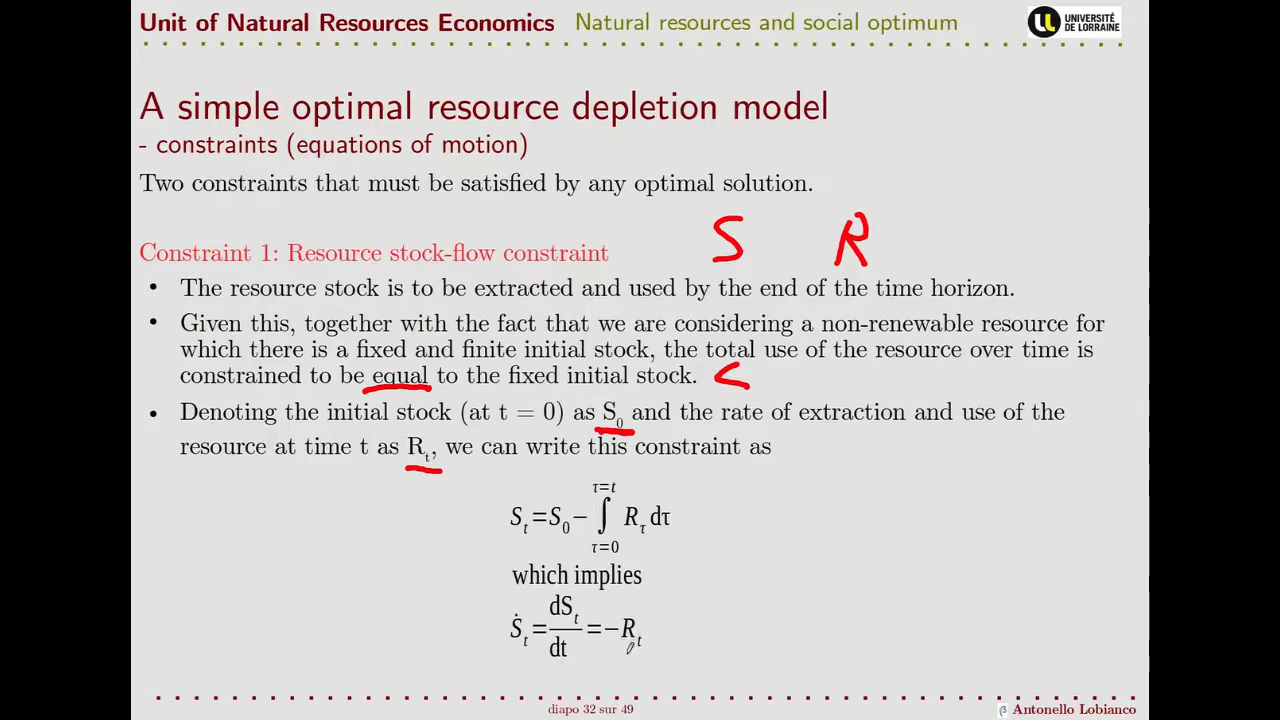 Unit of Natural Resources Economics Natural resources and social optimum
UNIVERSITÉ
DE LORRAINE
A simple optimal resource depletion model
- constraints (equations of motion)
Two constraints that must be satisfied by any optimal solution.
S R
Constraint 1: Resource stock-flow constraint
• The resource stock is to be extracted and used by the end of the time horizon.
• Given this, together with the fact that we are considering a non-renewable resource for
which there is a fixed and finite initial stock, the total use of the resource over time is
constrained to be equal to the fixed initial stock. <
• Denoting the initial stock (at t = 0) as S₀ and the rate of extraction and use of the
resource at time t as Rₜ, we can write this constraint as
τ=t
Sₜ=S₀−∫ R_τ dτ
τ=0
which implies
Ṡₜ=dSₜ/dt=−Rₜ
diapo 32 sur 49
Antonello Lobianco